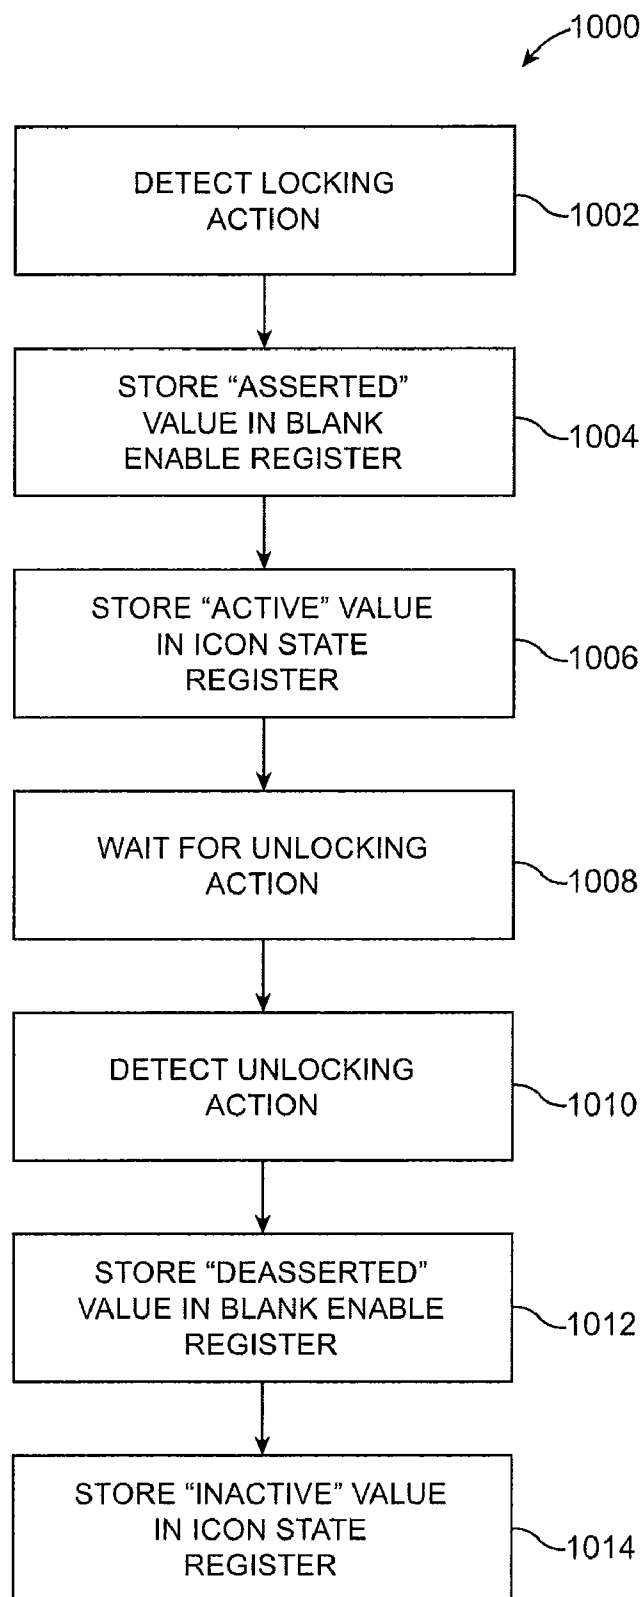 1000
DETECT LOCKING
ACTION
1002
STORE “ASSERTED”
VALUE IN BLANK
ENABLE REGISTER
1004
STORE “ACTIVE” VALUE
IN ICON STATE
REGISTER
1006
WAIT FOR UNLOCKING
ACTION
1008
DETECT UNLOCKING
ACTION
1010
STORE “DEASSERTED”
VALUE IN BLANK ENABLE
REGISTER
1012
STORE “INACTIVE” VALUE
IN ICON STATE
REGISTER
1014